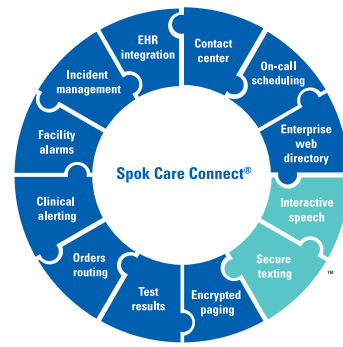 EHR
integration
Contact
center
On-call
scheduling
Enterprise
web
directory
Interactive
speech
Secure
texting
™
Encrypted
paging
Test
results
Orders
routing
Clinical
alerting
Facility
alarms
Incident
management
Spok Care Connect®